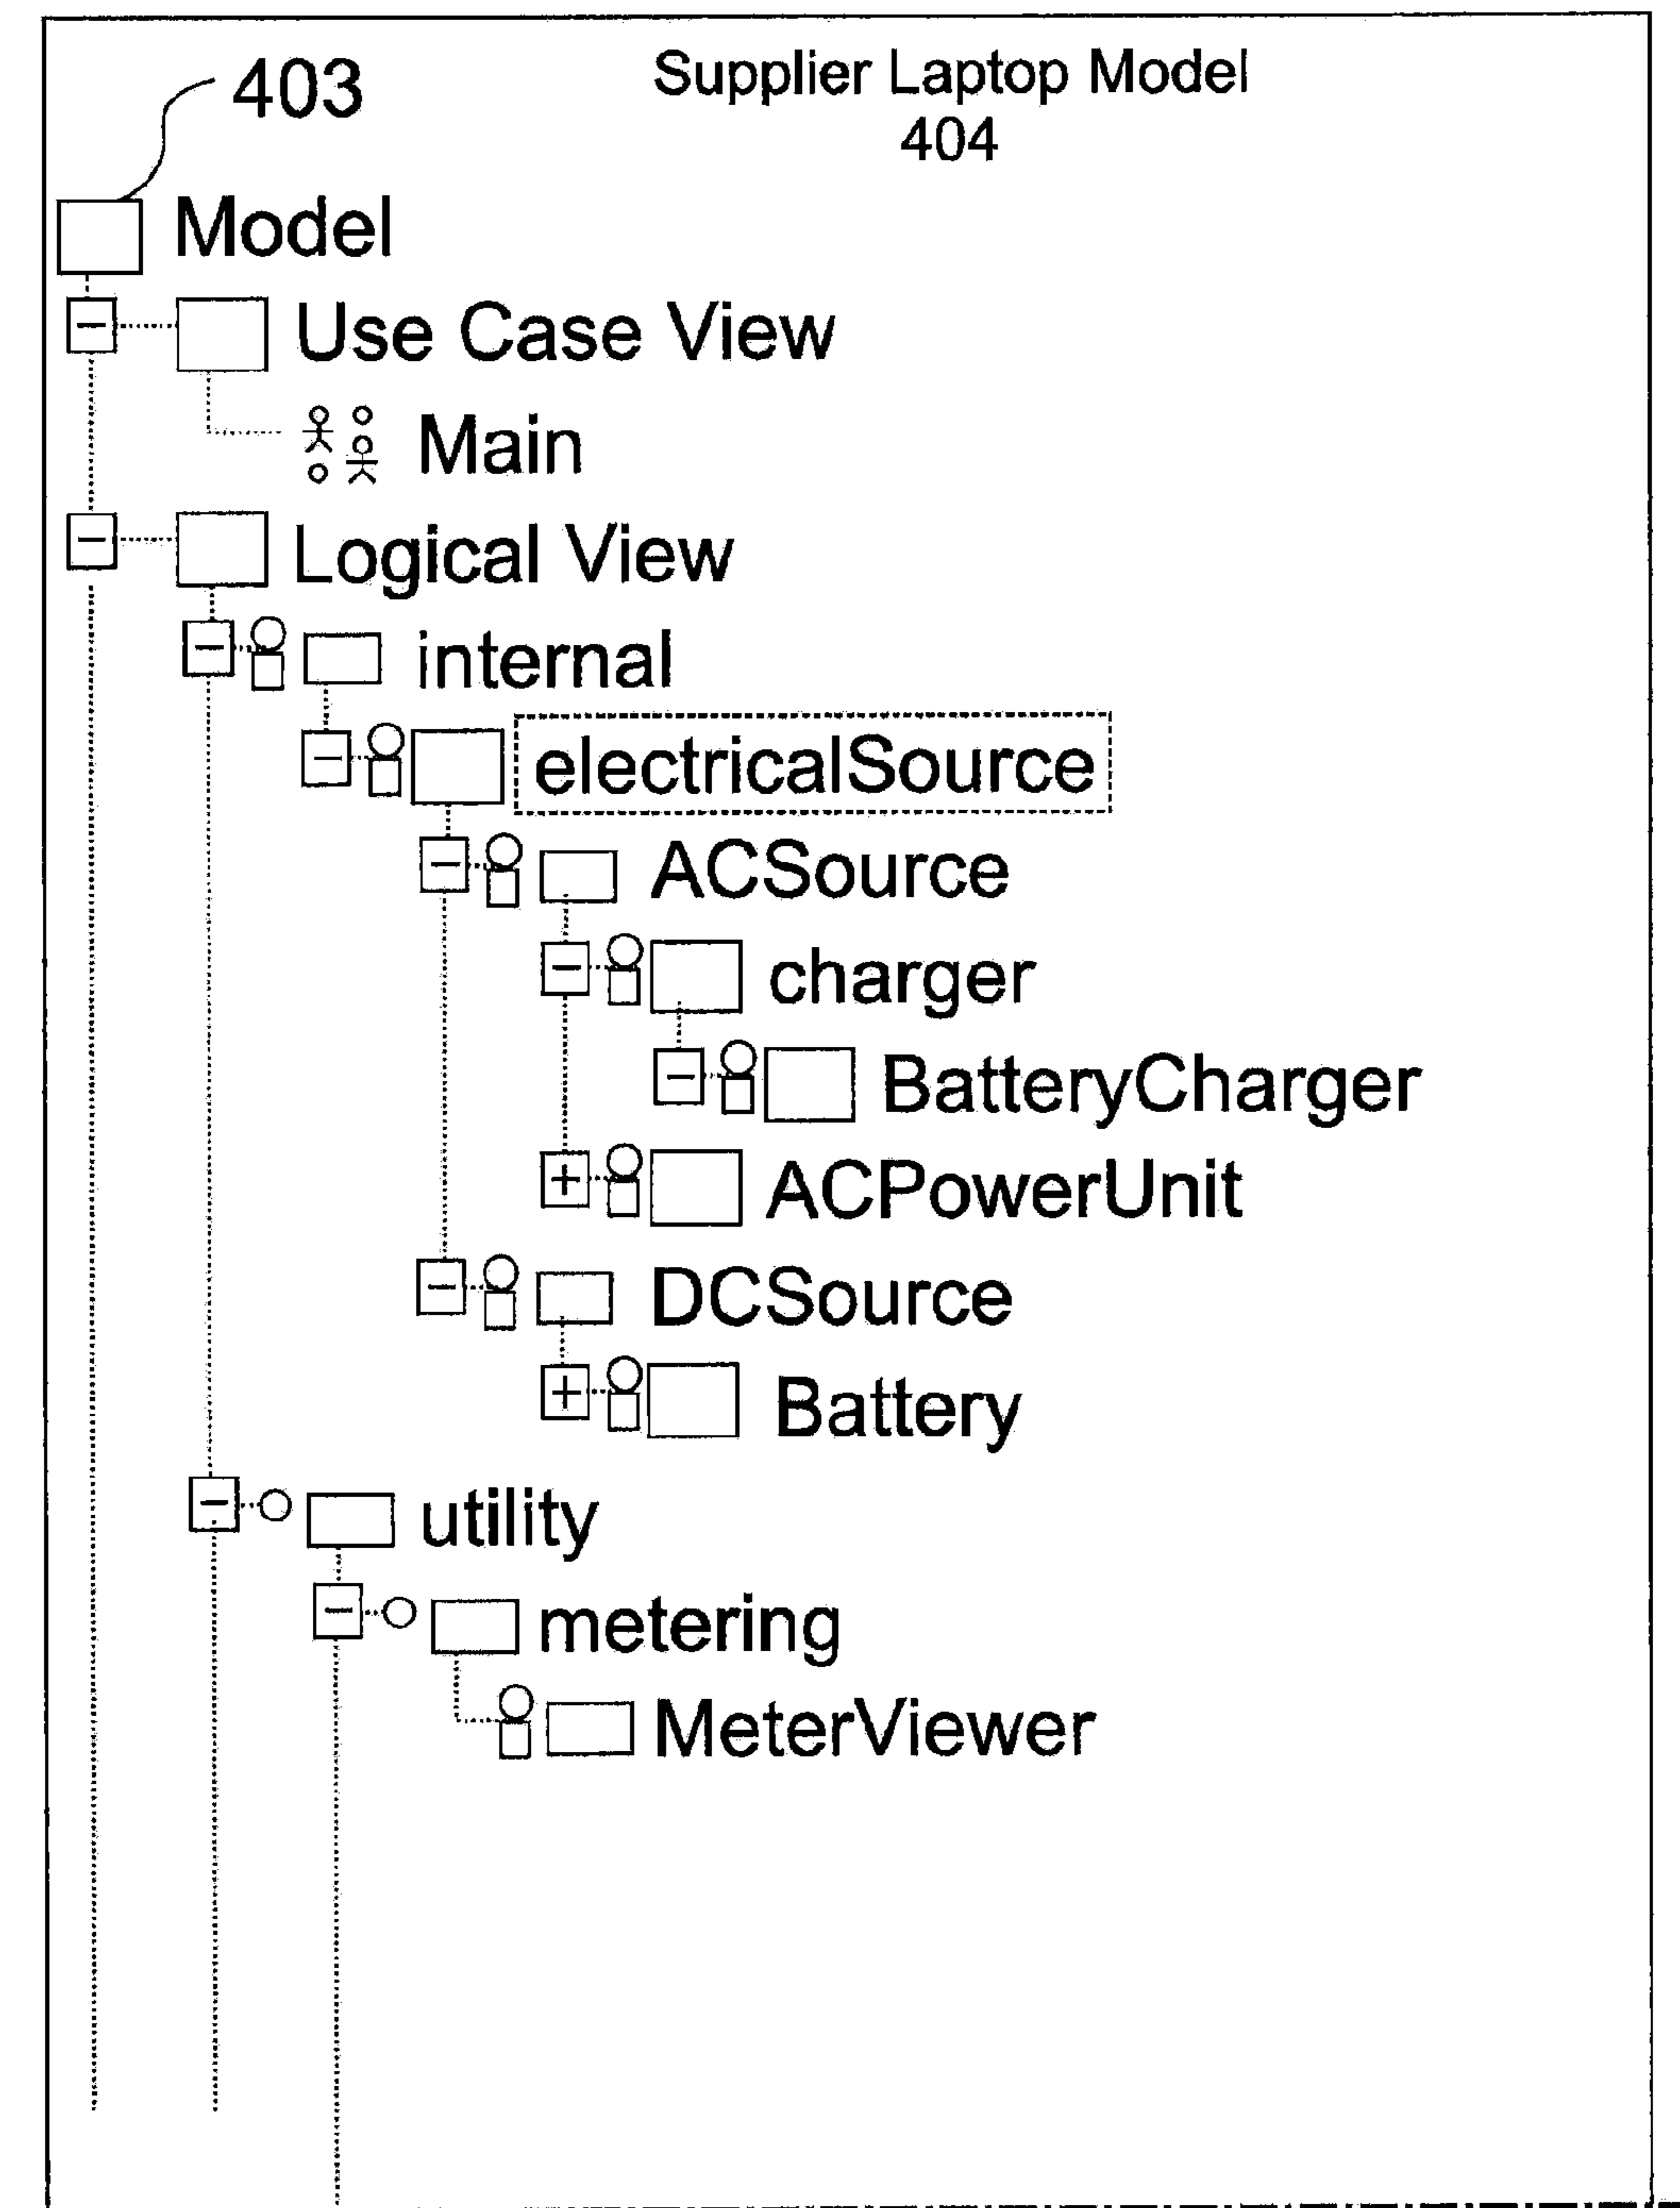 403
Supplier Laptop Model
404
Model
Use Case View
Main
Logical View
internal
electricalSource
ACSource
charger
BatteryCharger
ACPowerUnit
DCSource
Battery
utility
metering
MeterViewer